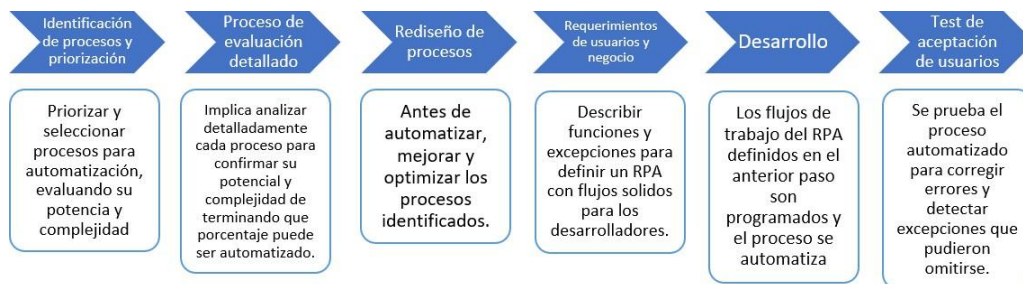 Identificación
de procesos y
priorización
Proceso de
evaluación
detallado
Rediseño de
procesos
Requerimientos
de usuarios y
negocio
Desarrollo
Test de
aceptación
de usuarios
Priorizar y
seleccionar
procesos para
automatización,
evaluando su
potencia y
complejidad
Implica analizar
detalladamente
cada proceso para
confirmar su
potencial y
complejidad de
terminando que
porcentaje puede
ser automatizado.
Antes de
automatizar,
mejorar y
optimizar los
procesos
identificados.
Describir
funciones y
excepciones para
definir un RPA
con flujos solidos
para los
desarrolladores.
Los flujos de
trabajo del RPA
definidos en el
anterior paso
son
programados y
el proceso se
automatiza
Se prueba el
proceso
automatizado
para corregir
errores y
detectar
excepciones que
pudieron
omitirse.